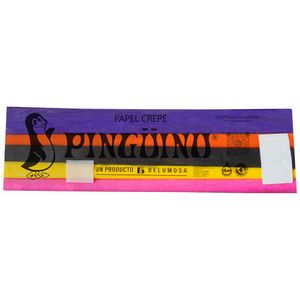 PAPEL CREPÉ
PINGÜINO®
UN PRODUCTO B BELUMOSA